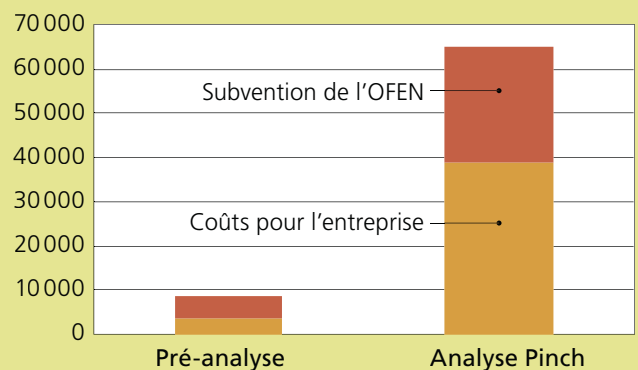 70 000
60 000
Subvention de l'OFEN
50 000
40 000
30 000
Coûts pour l'entreprise
20 000
10 000
0
Pré-analyse
Analyse Pinch